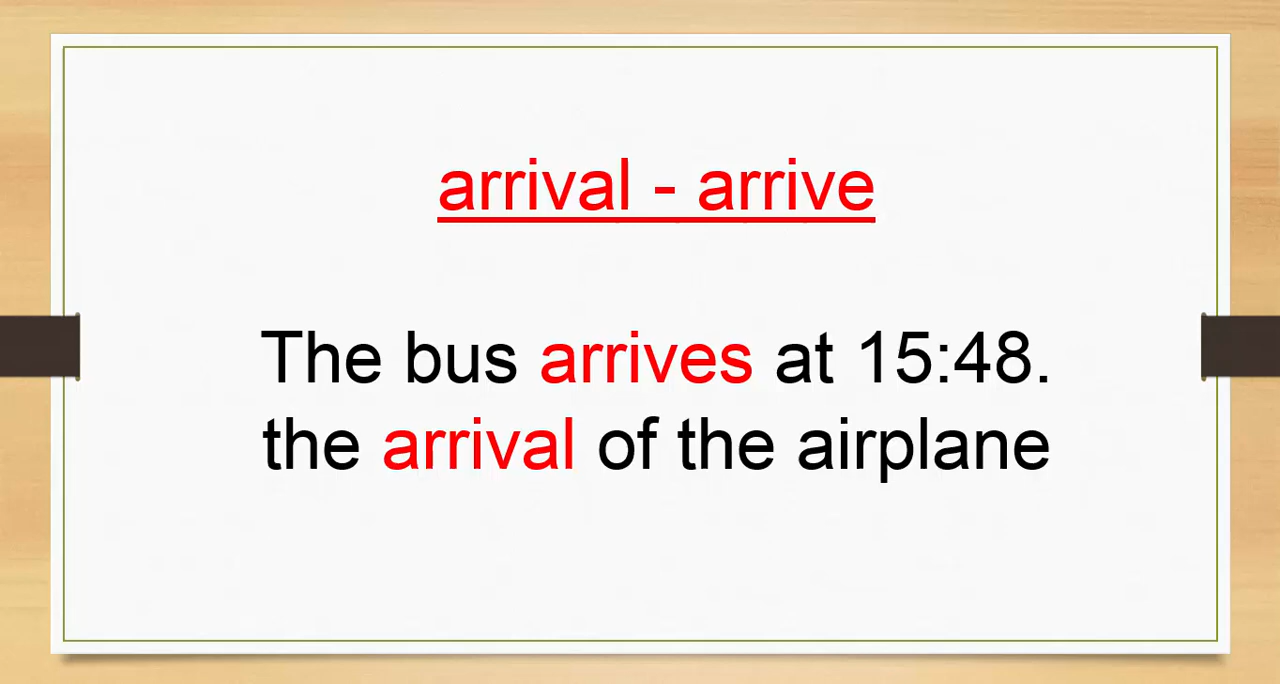 arrival - arrive
The bus arrives at 15:48.
the arrival of the airplane